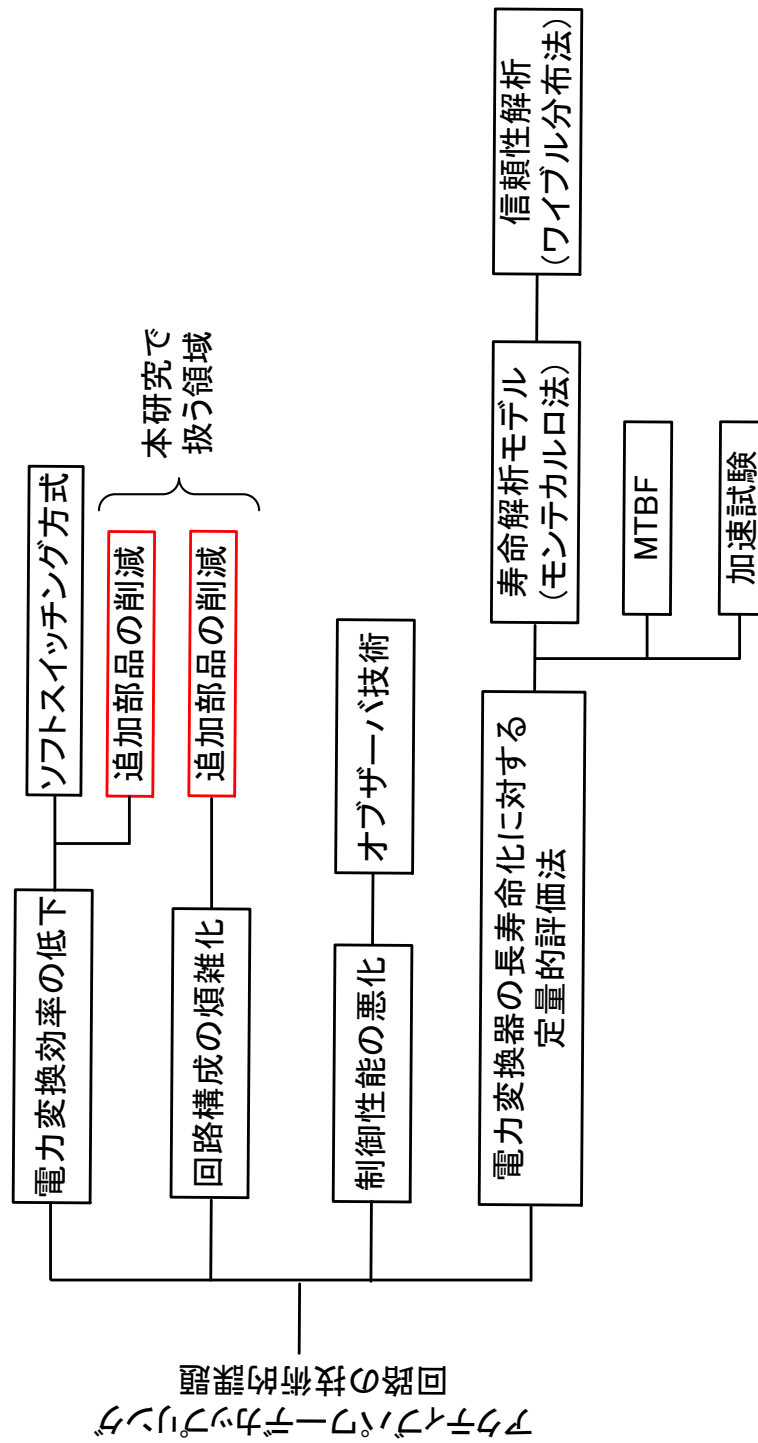 アクティブパワーデカップリング
回路の技術的課題
電力変換効率の低下
ソフトスイッチング方式
追加部品の削減
回路構成の煩雑化
追加部品の削減
本研究で
扱う領域
制御性能の悪化
オブザーバ技術
電力変換器の長寿命化に対する
定量的評価法
寿命解析モデル
(モンテカルロ法)
信頼性解析
(ワイブル分布法)
MTBF
加速試験